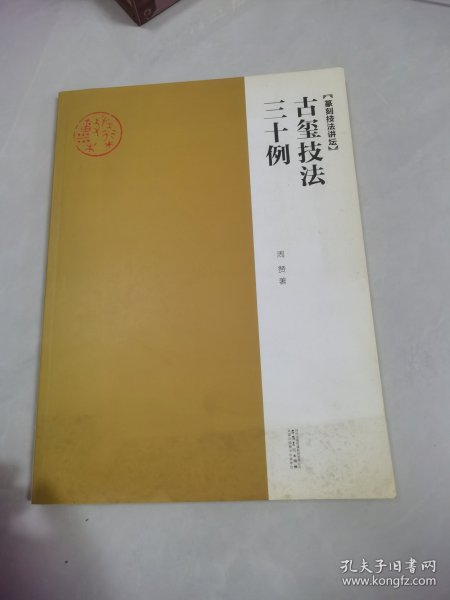 【篆刻技法讲坛】
古玺技法
三十例
周 赞 著
孔夫子旧书网
www.kongfz.com